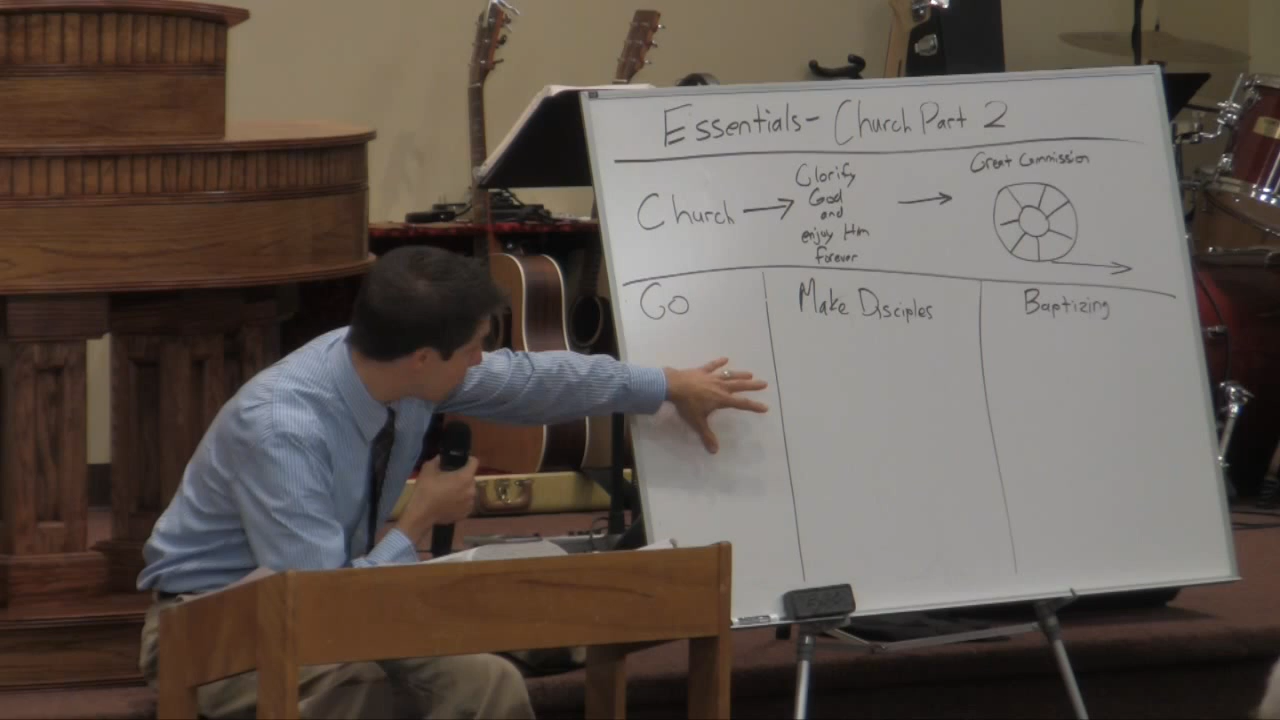 Essentials- Church Part 2
Church
Glorify
God
and
enjoy Him
forever
Great Commission
Go
Make Disciples
Baptizing